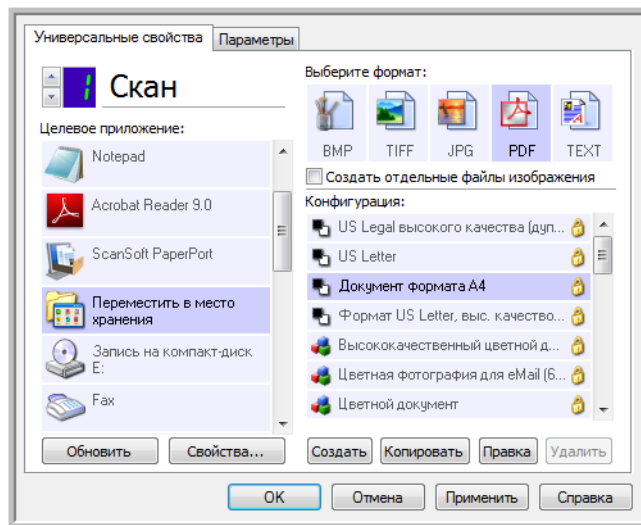 Универсальные свойства
Параметры
1
Скан
Целевое приложение:
Notepad
Acrobat Reader 9.0
ScanSoft PaperPort
Переместить в место
хранения
Запись на компакт-диск
E:
Fax
Обновить
Свойства...
Выберите формат:
BMP
TIFF
JPG
PDF
TEXT
Создать отдельные файлы изображения
Конфигурация:
US Legal высокого качества (дуп...
US Letter
Документ формата A4
Формат US Letter, выс. качество...
Высококачественный цветной д...
Цветная фотография для eMail (6...
Цветной документ
Создать
Копировать
Правка
Удалить
OK
Отмена
Применить
Справка